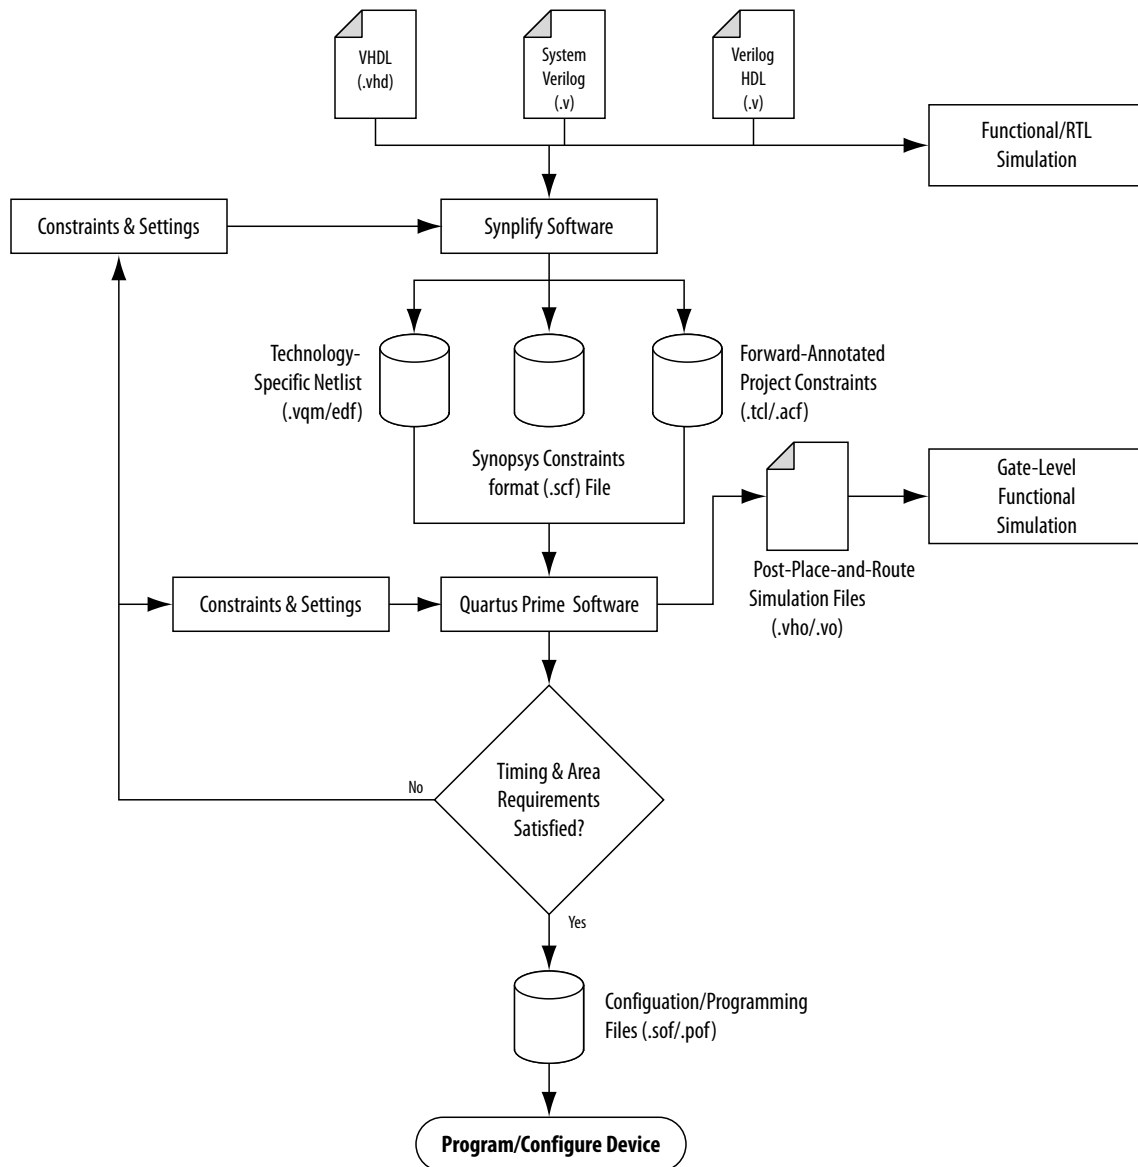 VHDL
(.vhd)
System
Verilog
(.v)
Verilog
HDL
(.v)
Functional/RTL
Simulation
Constraints & Settings
Synplify Software
Technology-
Specific Netlist
(.vqm/edf)
Forward-Annotated
Project Constraints
(.tcl/.acf)
Synopsys Constraints
format (.scf) File
Gate-Level
Functional
Simulation
Post-Place-and-Route
Simulation Files
(.vho/.vo)
Constraints & Settings
Quartus Prime Software
No
Timing & Area
Requirements
Satisfied?
Yes
Configuation/Programming
Files (.sof/.pof)
Program/Configure Device